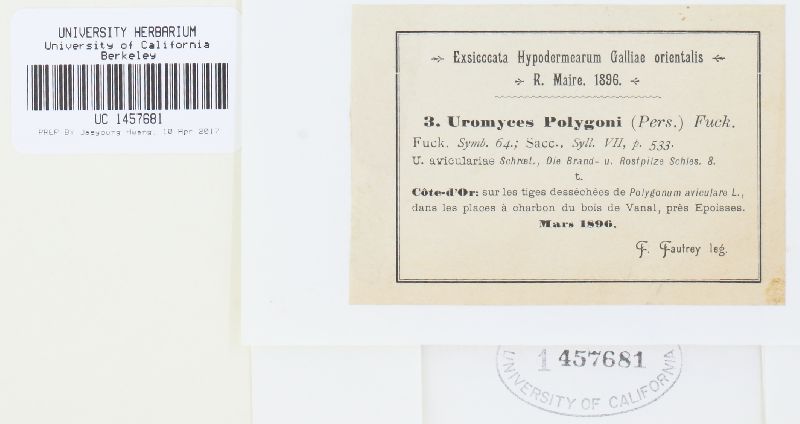 UNIVERSITY HERBARIUM
University of California
Berkeley
UC 1457681
PREP By Jaeyoung Hwang, 10 Apr 2017
Exsicccata Hypodermearum Galliae orientalis
R. Maire. 1896.
3. Uromyces Polygoni (Pers.) Fuck.
Fuck. Symb. 64.; Sacc., Syll. VII, p. 533.
U. aviculariae Schrœt., Die Brand- u. Rostpilze Schles. 8.
t.
Côte-d'Or: sur les tiges desséchées de Polygonum aviculare L.,
dans les places à charbon du bois de Vanal, près Epoisses.
Mars 1896.
F. Fautrey leg.
1457681
UNIVERSITY OF CALIFORNIA